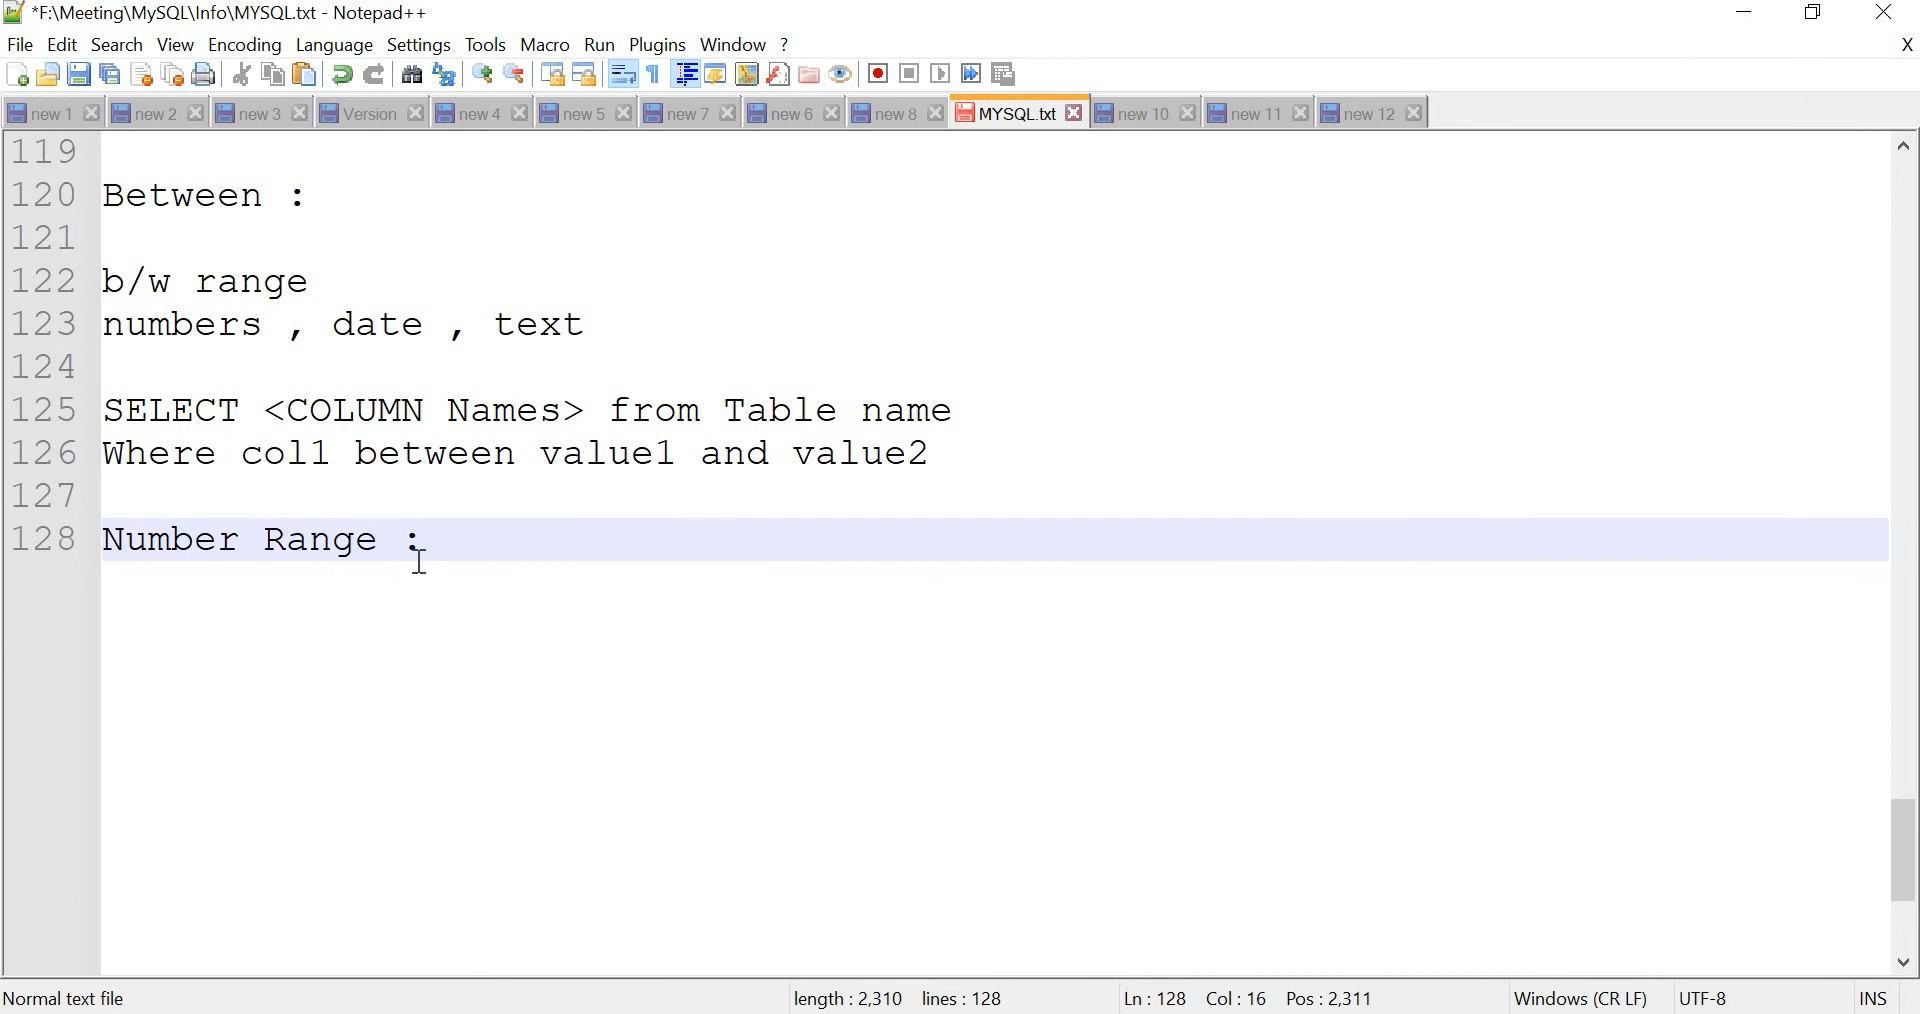 *F:\Meeting\MySQL\Info\MYSQL.txt - Notepad++
File Edit Search View Encoding Language Settings Tools Macro Run Plugins Window ? X
new 1 new 2 new 3 Version new 4 new 5 new 7 new 6 new 8 MYSQL.txt new 10 new 11 new 12
119
120 Between :
121
122 b/w range
123 numbers , date , text
124
125 SELECT <COLUMN Names> from Table name
126 Where col1 between value1 and value2
127
128 Number Range :
Normal text file length : 2,310 lines : 128 Ln : 128 Col : 16 Pos : 2,311 Windows (CR LF) UTF-8 INS